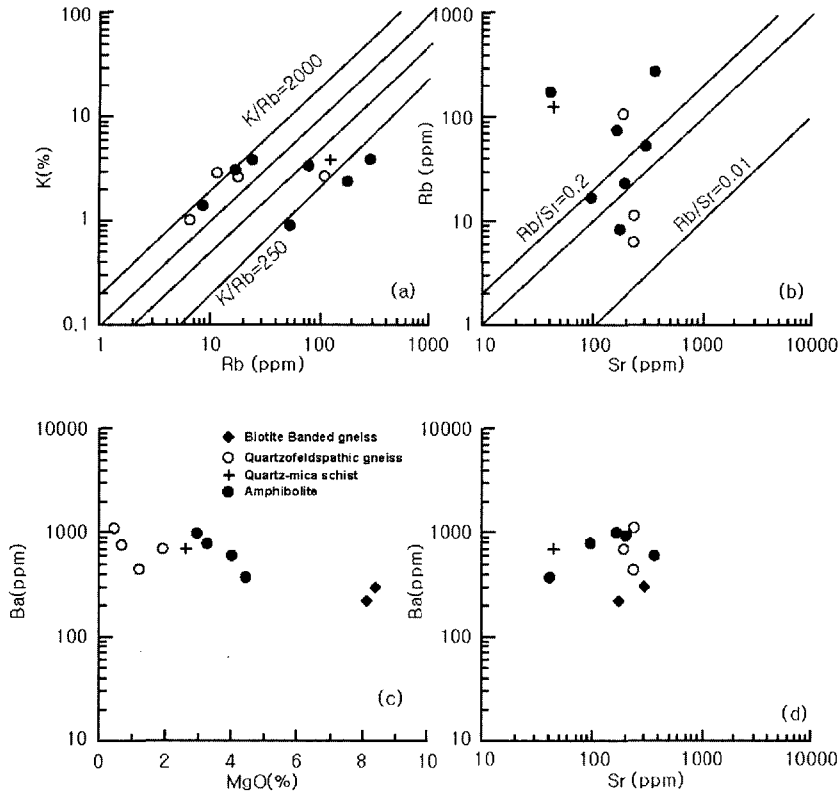 1000
100
10
1
0.1
K(%)
K/Rb=2000
K/Rb=250
(a)
1
10
100
1000
Rb (ppm)
1000
100
10
1
Rb (ppm)
Rb/Sr=0.2
Rb/Sr=0.01
(b)
10
100
1000
10000
Sr (ppm)
10000
1000
100
10
Ba(ppm)
Biotite Banded gneiss
Quartzofeldspathic gneiss
Quartz-mica schist
Amphibolite
(c)
0
2
4
6
8
10
MgO(%)
10000
1000
100
10
Ba(ppm)
(d)
10
100
1000
10000
Sr (ppm)